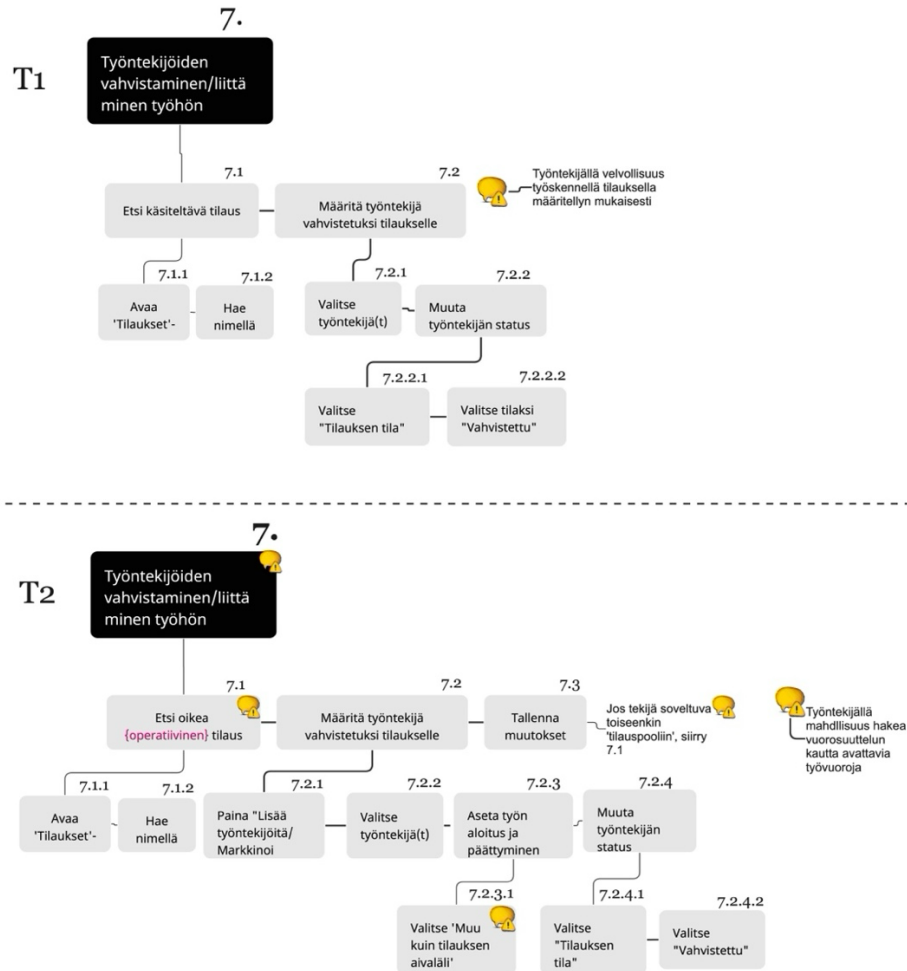 7.
T1
Työntekijöiden
vahvistaminen/liittä
minen työhön
7.1
Etsi käsiteltävä tilaus
7.2
Määritä työntekijä
vahvistetuksi tilaukselle
Työntekijällä velvollisuus
työskennellä tilauksella
määritellyn mukaisesti
7.1.1
Avaa
'Tilaukset'-
7.1.2
Hae
nimellä
7.2.1
Valitse
työntekijä(t)
7.2.2
Muuta
työntekijän status
7.2.2.1
Valitse
"Tilauksen tila"
7.2.2.2
Valitse tilaksi
"Vahvistettu"
7.
T2
Työntekijöiden
vahvistaminen/liittä
minen työhön
7.1
Etsi oikea
{operatiivinen} tilaus
7.2
Määritä työntekijä
vahvistetuksi tilaukselle
7.3
Tallenna
muutokset
Jos tekijä soveltuva
toiseenkin
'tilauspooliin', siirry
7.1
Työntekijällä
mahdllisuus hakea
vuorosuuttelun
kautta avattavia
työvuoroja
7.1.1
Avaa
'Tilaukset'-
7.1.2
Hae
nimellä
7.2.1
Paina "Lisää
työntekijöitä/
Markkinoi
7.2.2
Valitse
työntekijä(t)
7.2.3
Aseta työn
aloitus ja
päättyminen
7.2.4
Muuta
työntekijän
status
7.2.3.1
Valitse 'Muu
kuin tilauksen
aivaläli'
7.2.4.1
Valitse
"Tilauksen
tila"
7.2.4.2
Valitse
"Vahvistettu"